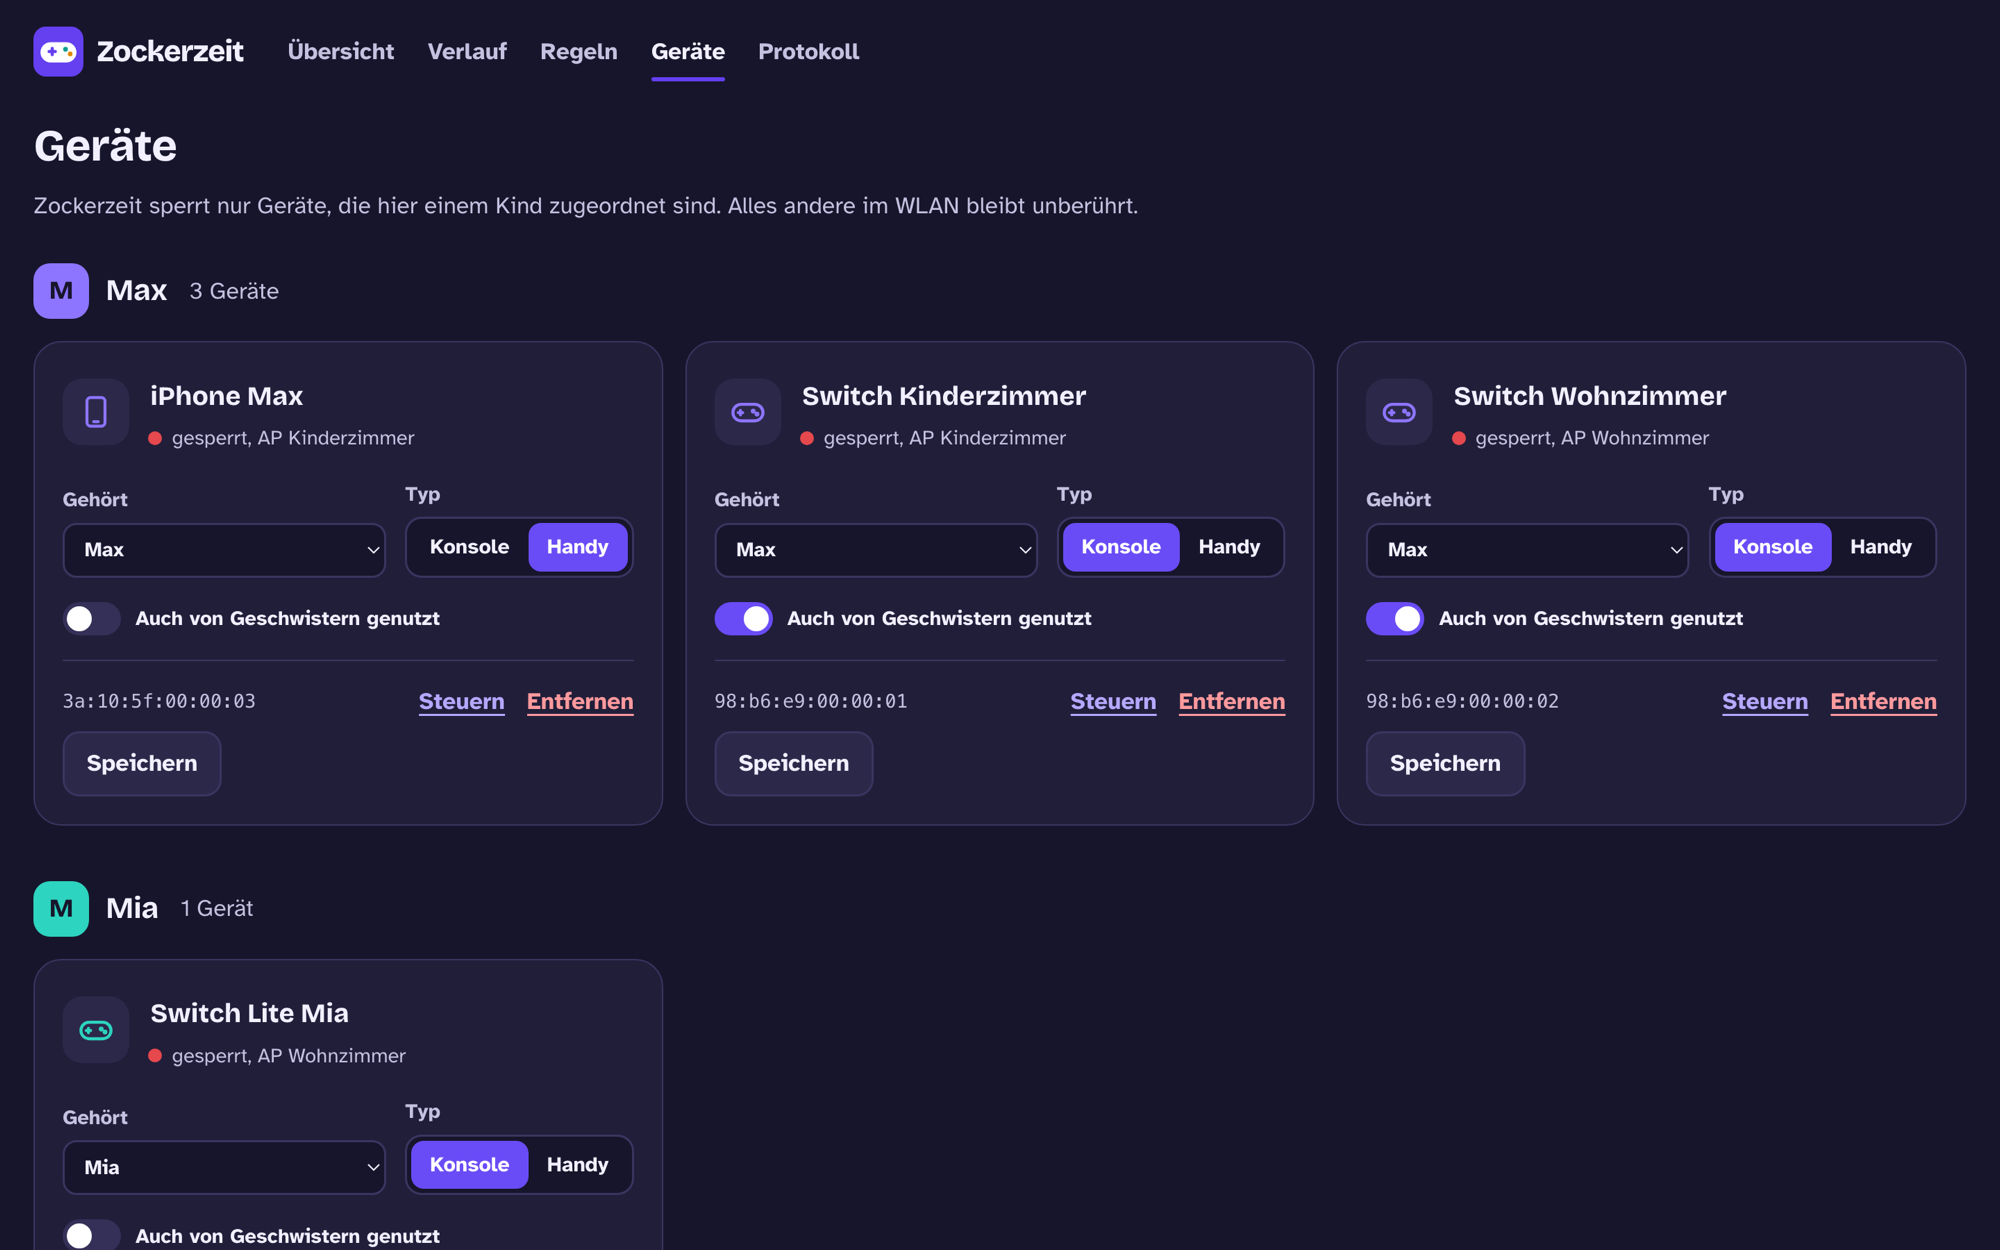 Zockerzeit Übersicht Verlauf Regeln Geräte Protokoll
Geräte
Zockerzeit sperrt nur Geräte, die hier einem Kind zugeordnet sind. Alles andere im WLAN bleibt unberührt.
M Max 3 Geräte
iPhone Max
gesperrt, AP Kinderzimmer
Gehört Typ
Max Konsole Handy
Auch von Geschwistern genutzt
3a:10:5f:00:00:03 Steuern Entfernen
Speichern
Switch Kinderzimmer
gesperrt, AP Kinderzimmer
Gehört Typ
Max Konsole Handy
Auch von Geschwistern genutzt
98:b6:e9:00:00:01 Steuern Entfernen
Speichern
Switch Wohnzimmer
gesperrt, AP Wohnzimmer
Gehört Typ
Max Konsole Handy
Auch von Geschwistern genutzt
98:b6:e9:00:00:02 Steuern Entfernen
Speichern
M Mia 1 Gerät
Switch Lite Mia
gesperrt, AP Wohnzimmer
Gehört Typ
Mia Konsole Handy
Auch von Geschwistern genutzt